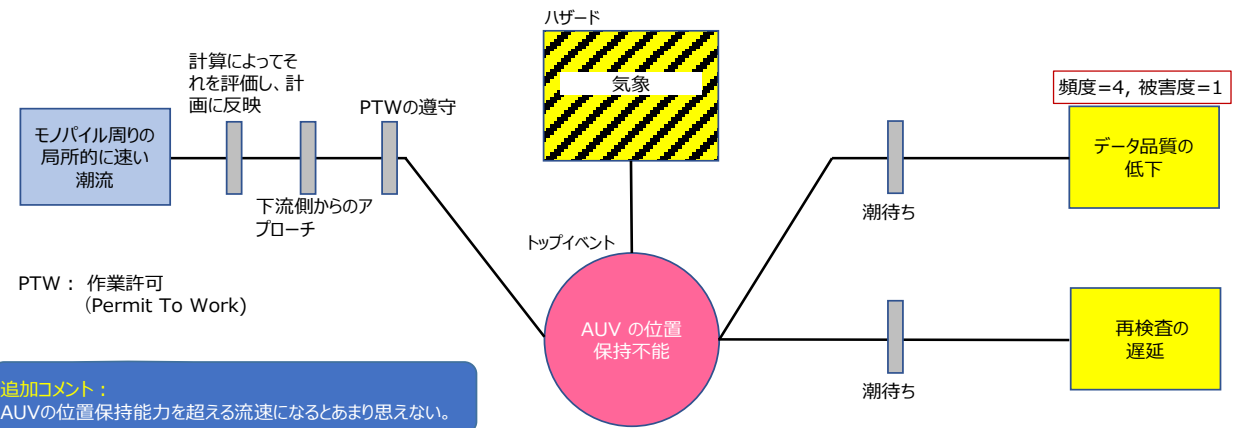 ハザード
気象
計算によってそ
れを評価し、計
画に反映
PTWの遵守
頻度=4, 被害度=1
モノパイル周りの
局所的に速い
潮流
データ品質の
低下
下流側からのア
プローチ
潮待ち
トップイベント
PTW： 作業許可
（Permit To Work)
AUV の位置
保持不能
再検査の
遅延
潮待ち
追加コメント：
AUVの位置保持能力を超える流速になるとあまり思えない。